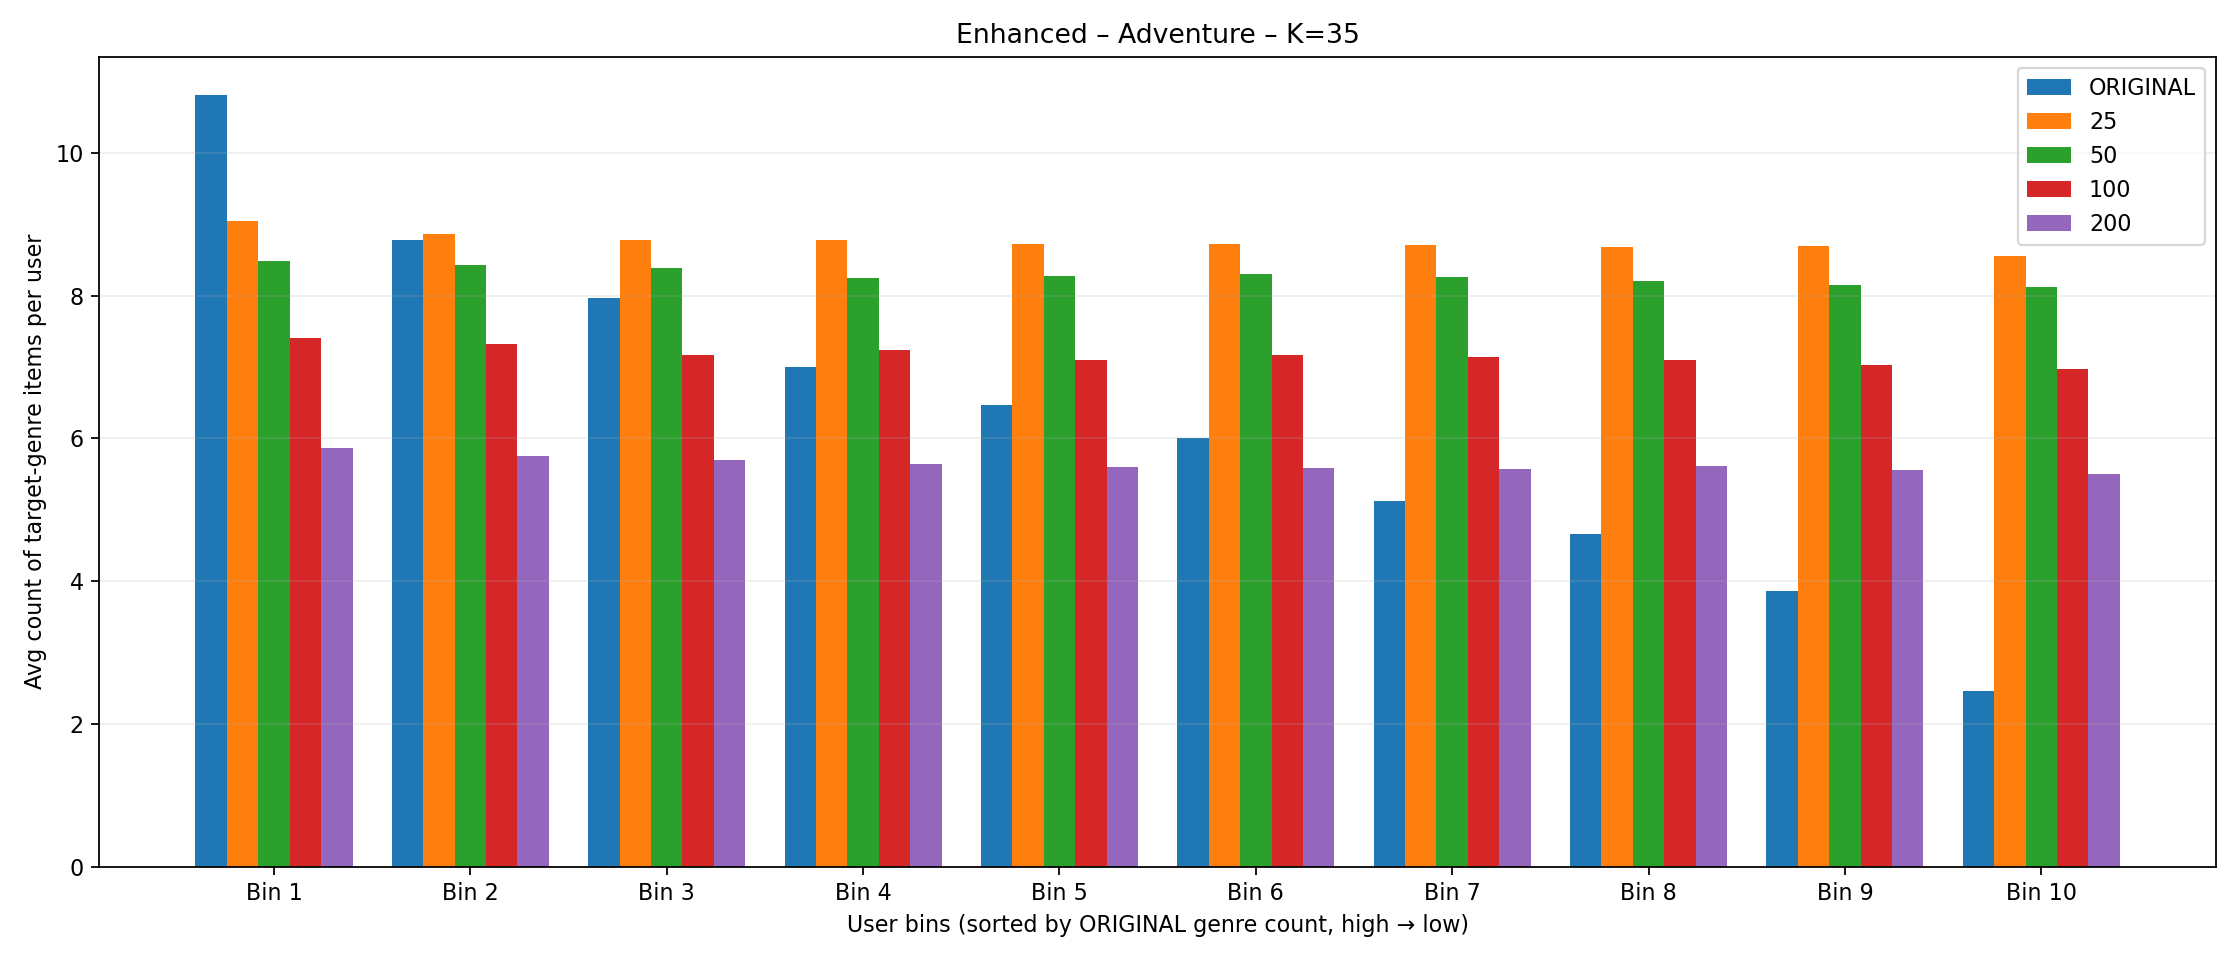 Enhanced – Adventure – K=35
ORIGINAL
25
50
100
200
Avg count of target-genre items per user
10
8
6
4
2
0
Bin 1 Bin 2 Bin 3 Bin 4 Bin 5 Bin 6 Bin 7 Bin 8 Bin 9 Bin 10
User bins (sorted by ORIGINAL genre count, high → low)